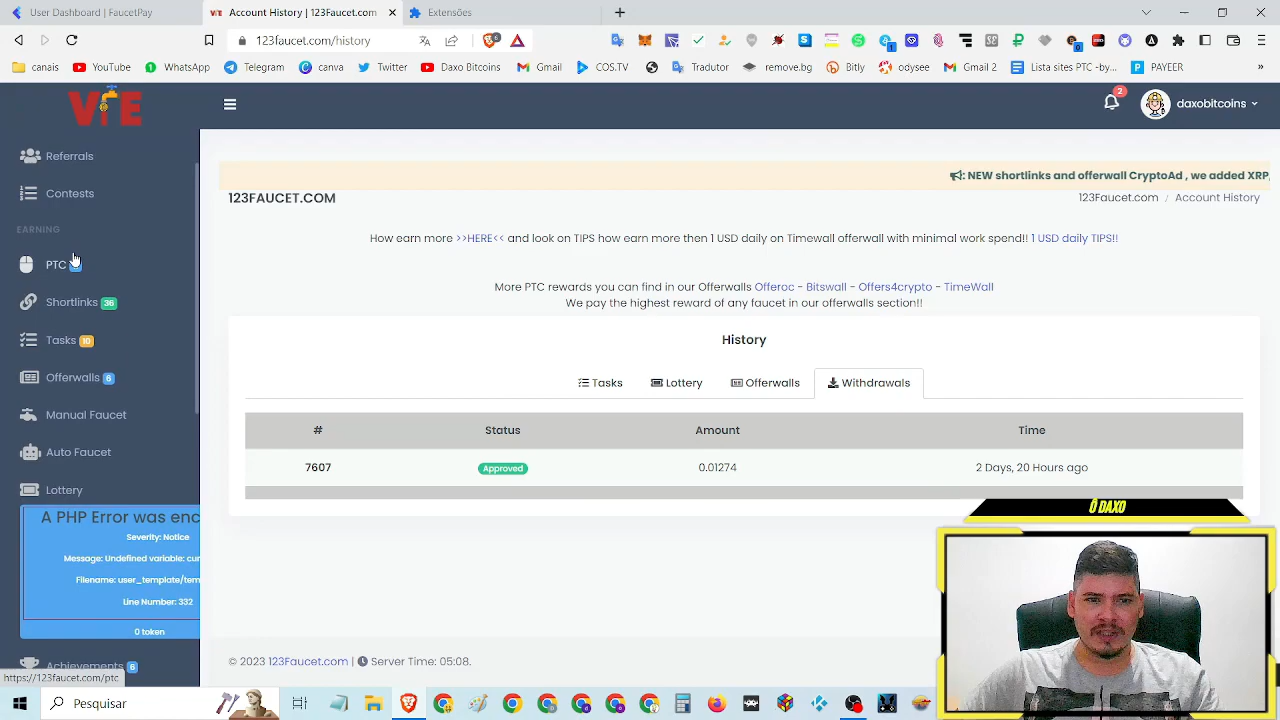 User Dashboard | FaucetPay
VIE Account History | 123Faucet.com
Extensões
123faucet.com/history
6
1
0
canais
YouTube
WhatsApp
Telegram
canva
Twitter
Daxo Bitcoins
Gmail
COS.TV
Tradutor
remove.bg
Bitly
odysee
Gmail 2
Lista sites PTC -by...
PAYEER
»
VIE
2
daxobitcoins
Referrals
Contests
EARNING
PTC
Shortlinks 36
Tasks 10
Offerwalls 6
Manual Faucet
Auto Faucet
Lottery
A PHP Error was enc
Severity: Notice
Message: Undefined variable: cur
Filename: user_template/tem
Line Number: 332
0 token
Achievements 6
https://123faucet.com/ptc
: NEW shortlinks and offerwall CryptoAd , we added XRP,
123FAUCET.COM
123Faucet.com / Account History
How earn more >>HERE<< and look on TIPS how earn more then 1 USD daily on Timewall offerwall with minimal work spend!! 1 USD daily TIPS!!
More PTC rewards you can find in our Offerwalls Offeroc - Bitswall - Offers4crypto - TimeWall
We pay the highest reward of any faucet in our offerwalls section!!
History
Tasks
Lottery
Offerwalls
Withdrawals
# Status Amount Time
7607 Approved 0.01274 2 Days, 20 Hours ago
Ô DAXO
© 2023 123Faucet.com | Server Time: 05:08.
Pesquisar